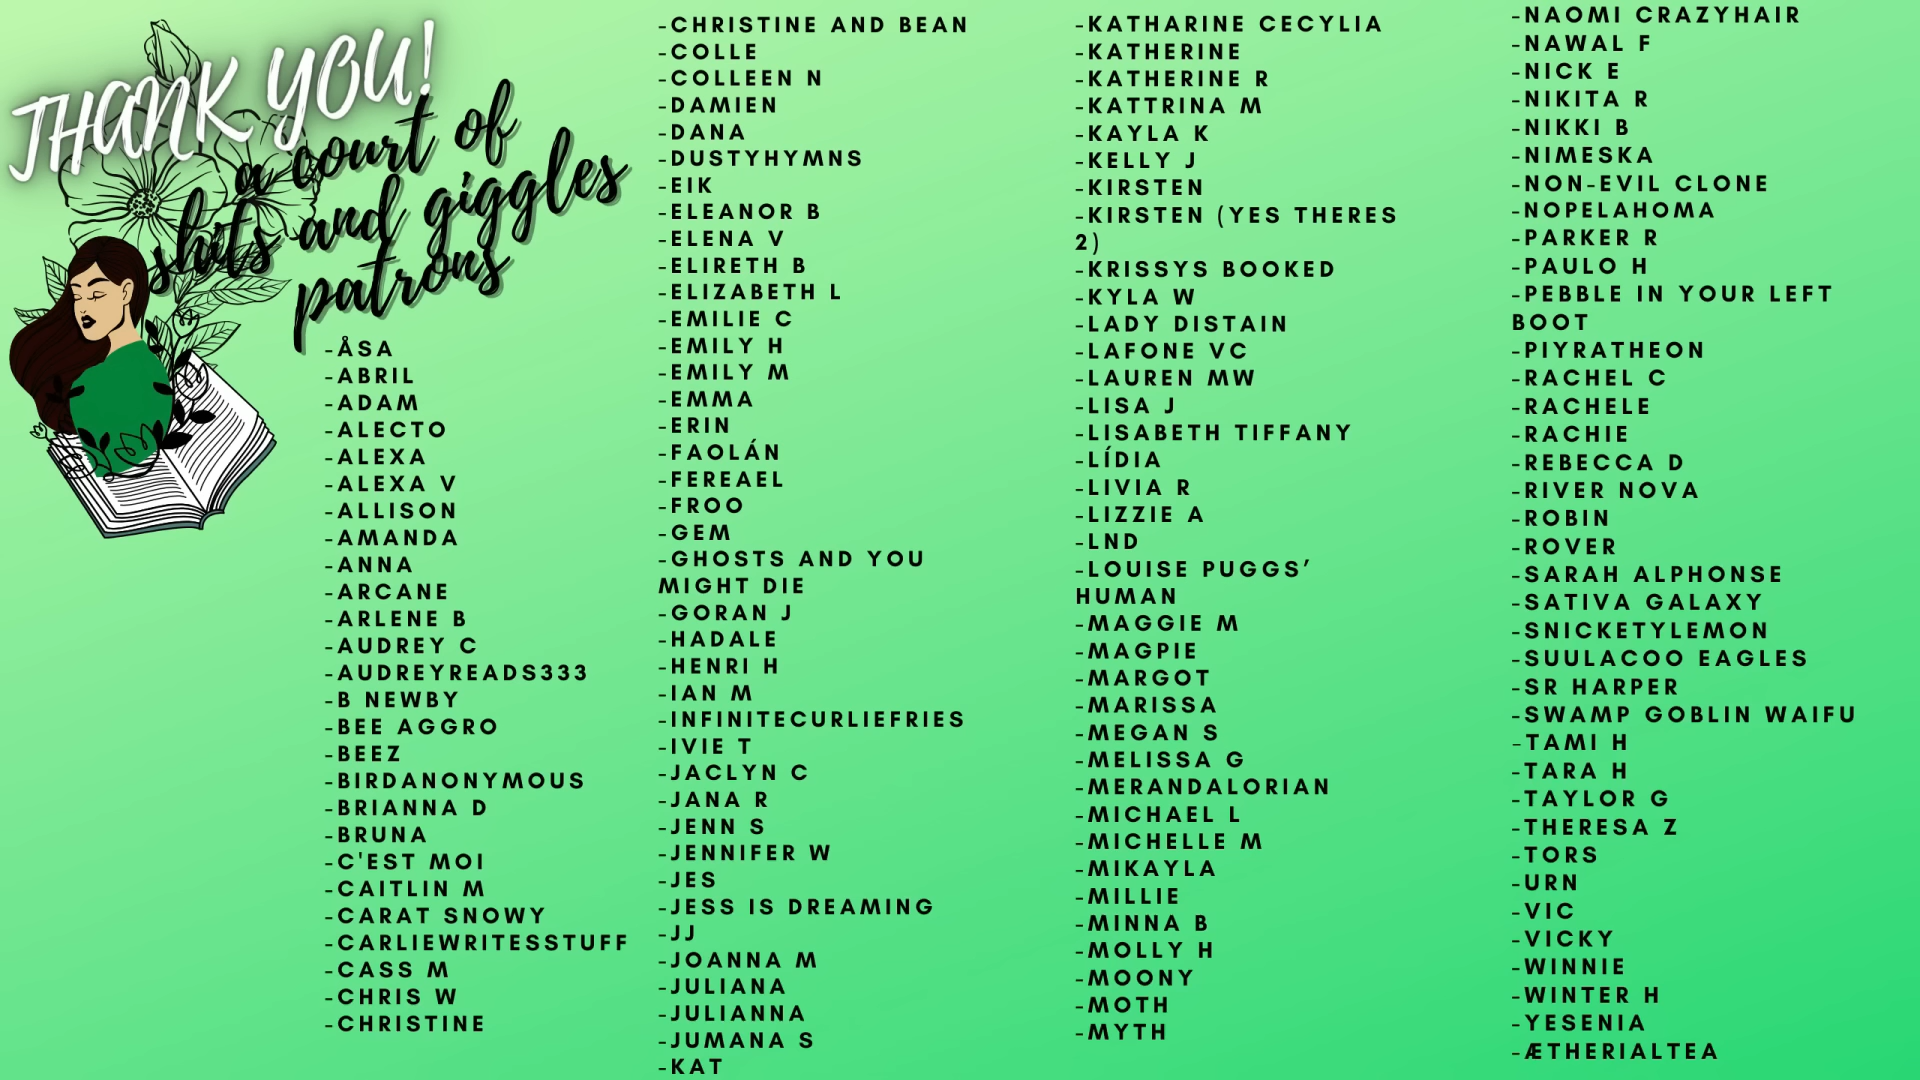 THANK YOU!
a court of
shits and giggles
patrons
-ÅSA
-ABRIL
-ADAM
-ALECTO
-ALEXA
-ALEXA V
-ALLISON
-AMANDA
-ANNA
-ARCANE
-ARLENE B
-AUDREY C
-AUDREYREADS333
-B NEWBY
-BEE AGGRO
-BEEZ
-BIRDANONYMOUS
-BRIANNA D
-BRUNA
-C'EST MOI
-CAITLIN M
-CARAT SNOWY
-CARLIEWRITESSTUFF
-CASS M
-CHRIS W
-CHRISTINE
-CHRISTINE AND BEAN
-COLLE
-COLLEEN N
-DAMIEN
-DANA
-DUSTYHYMNS
-EIK
-ELEANOR B
-ELENA V
-ELIRETH B
-ELIZABETH L
-EMILIE C
-EMILY H
-EMILY M
-EMMA
-ERIN
-FAOLÁN
-FEREAEL
-FROO
-GEM
-GHOSTS AND YOU
MIGHT DIE
-GORAN J
-HADALE
-HENRI H
-IAN M
-INFINITECURLIEFRIES
-IVIE T
-JACLYN C
-JANA R
-JENN S
-JENNIFER W
-JES
-JESS IS DREAMING
-JJ
-JOANNA M
-JULIANA
-JULIANNA
-JUMANA S
-KAT
-KATHARINE CECYLIA
-KATHERINE
-KATHERINE R
-KATTRINA M
-KAYLA K
-KELLY J
-KIRSTEN
-KIRSTEN (YES THERES
2)
-KRISSYS BOOKED
-KYLA W
-LADY DISTAIN
-LAFONE VC
-LAUREN MW
-LISA J
-LISABETH TIFFANY
-LÍDIA
-LIVIA R
-LIZZIE A
-LND
-LOUISE PUGGS’
HUMAN
-MAGGIE M
-MAGPIE
-MARGOT
-MARISSA
-MEGAN S
-MELISSA G
-MERANDALORIAN
-MICHAEL L
-MICHELLE M
-MIKAYLA
-MILLIE
-MINNA B
-MOLLY H
-MOONY
-MOTH
-MYTH
-NAOMI CRAZYHAIR
-NAWAL F
-NICK E
-NIKITA R
-NIKKI B
-NIMESKA
-NON-EVIL CLONE
-NOPELAHOMA
-PARKER R
-PAULO H
-PEBBLE IN YOUR LEFT
BOOT
-PIYRATHEON
-RACHEL C
-RACHELE
-RACHIE
-REBECCA D
-RIVER NOVA
-ROBIN
-ROVER
-SARAH ALPHONSE
-SATIVA GALAXY
-SNICKETYLEMON
-SUULACOO EAGLES
-SR HARPER
-SWAMP GOBLIN WAIFU
-TAMI H
-TARA H
-TAYLOR G
-THERESA Z
-TORS
-URN
-VIC
-VICKY
-WINNIE
-WINTER H
-YESENIA
-ÆTHERIALTEA